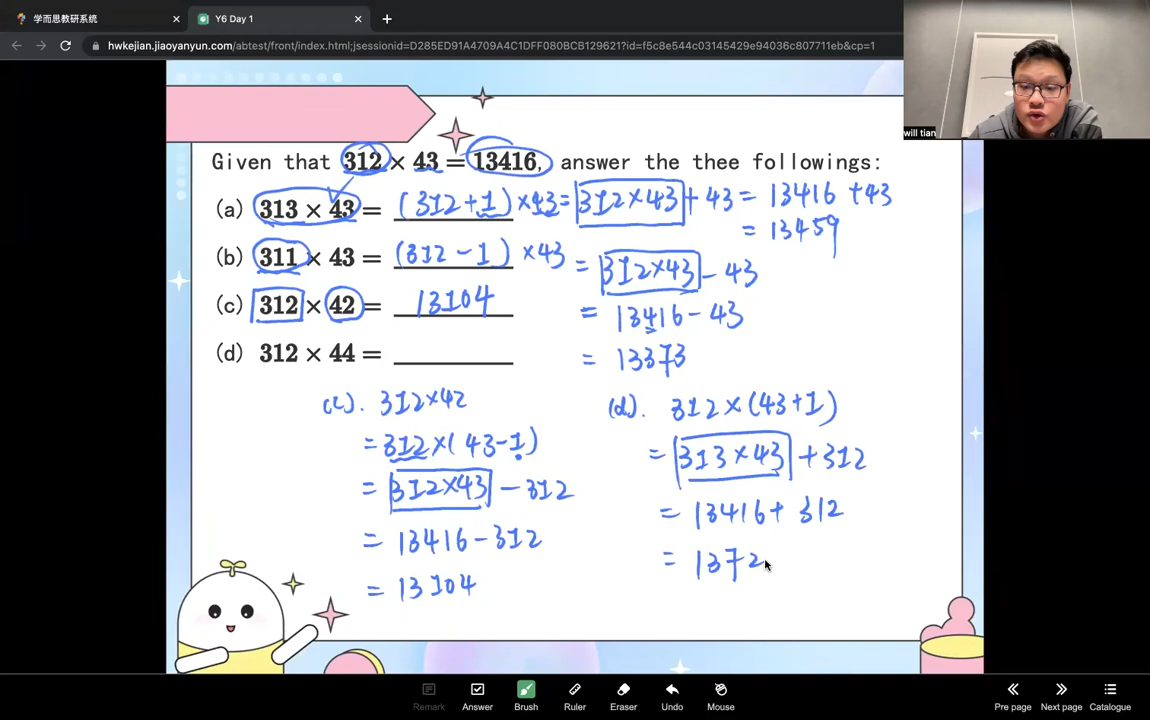 学而思教研系统
Y6 Day 1
hwkejian.jiaoyanyun.com/abtest/front/index.html;jsessionid=D285ED91A4709A4C1DFF080BCB129621?id=f5c8e544c03145429e94036c807711eb&cp=1
will tian
Given that 312 × 43 = 13416, answer the thee followings:
(a) 313 × 43 = (312+1) ×43 = 312×43 + 43 = 13416 + 43
= 13459
(b) 311 × 43 = (312 - 1) ×43
= 312×43 - 43
(c) 312 × 42 = 13104
= 13416 - 43
(d) 312 × 44 =
= 13373
(c). 312×42
= 312×(43-1)
= 312×43 - 312
= 13416 - 312
= 13104
(d). 312×(43+1)
= 313×43 + 312
= 13416 + 312
= 1372
Remark
Answer
Brush
Ruler
Eraser
Undo
Mouse
Pre page
Next page
Catalogue